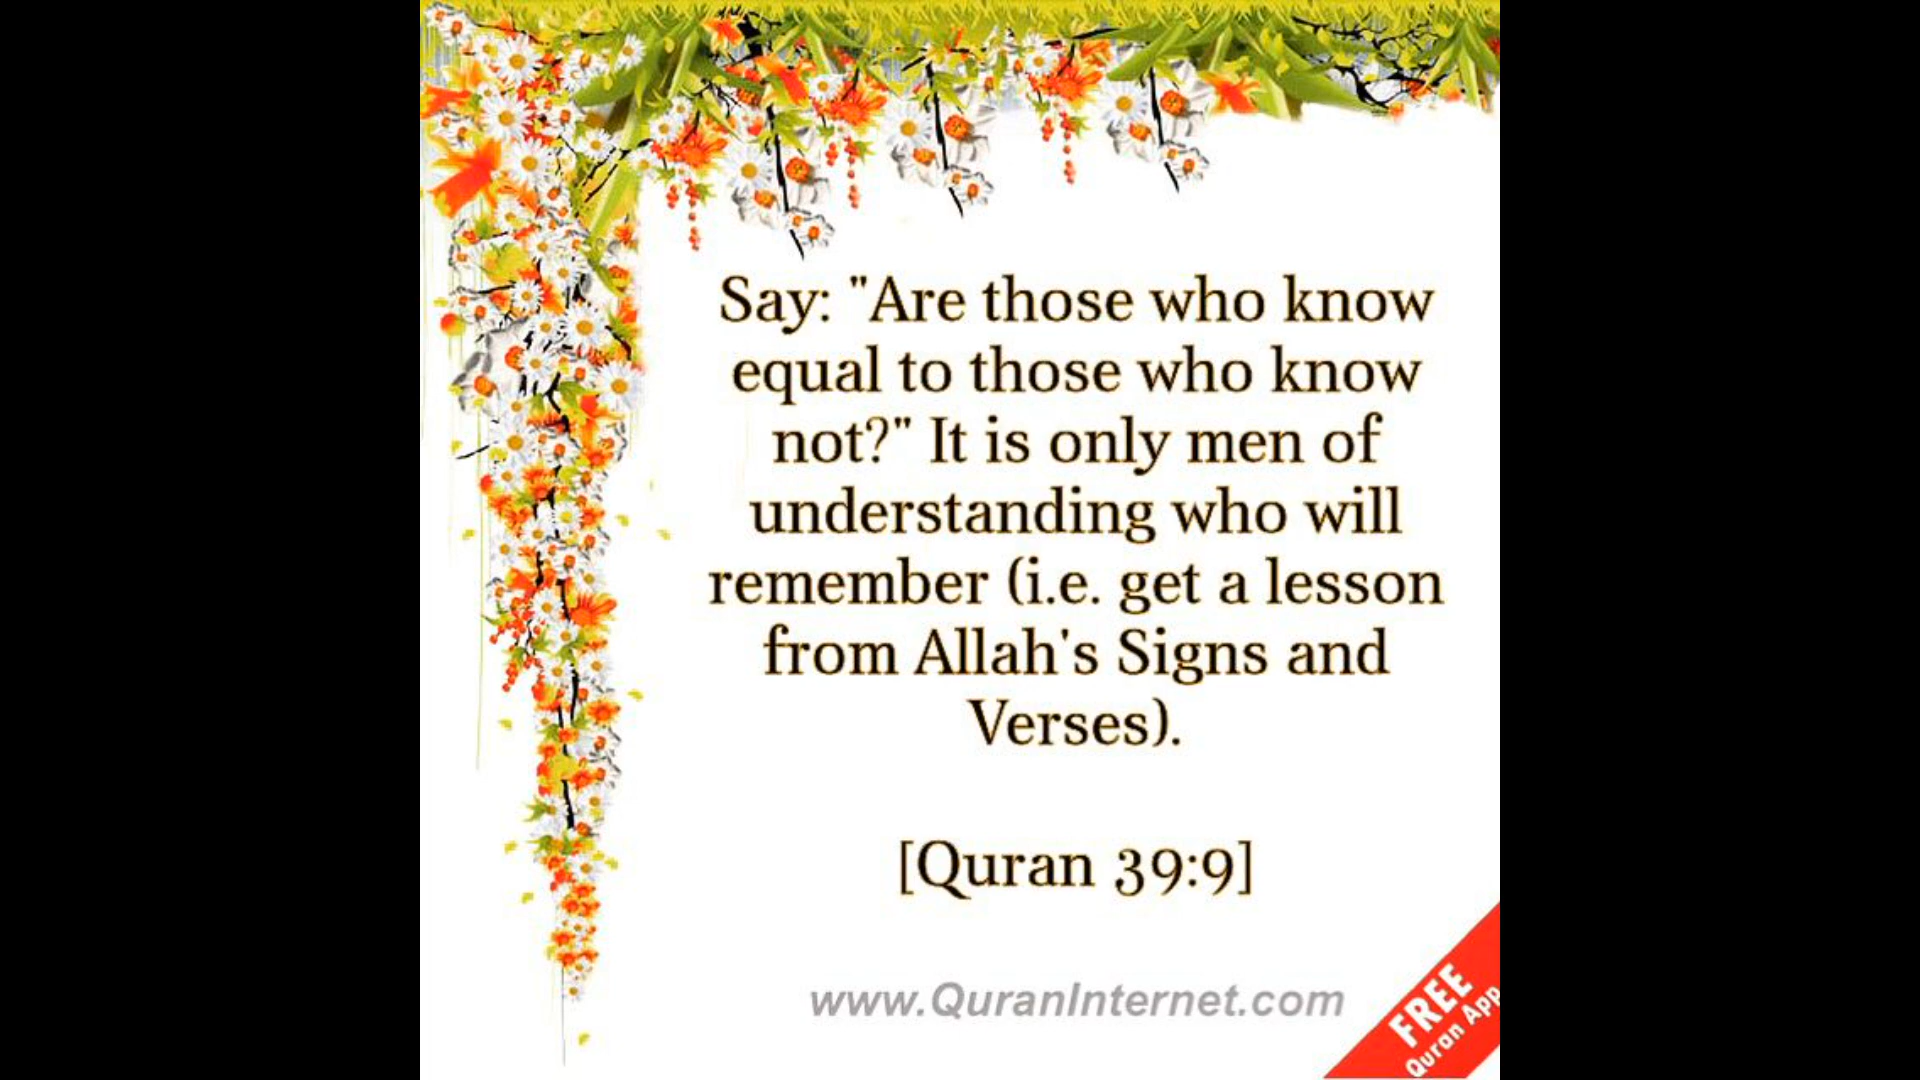 Say: "Are those who know
equal to those who know
not?" It is only men of
understanding who will
remember (i.e. get a lesson
from Allah's Signs and
Verses).
[Quran 39:9]
www.QuranInternet.com
FREE
Quran App